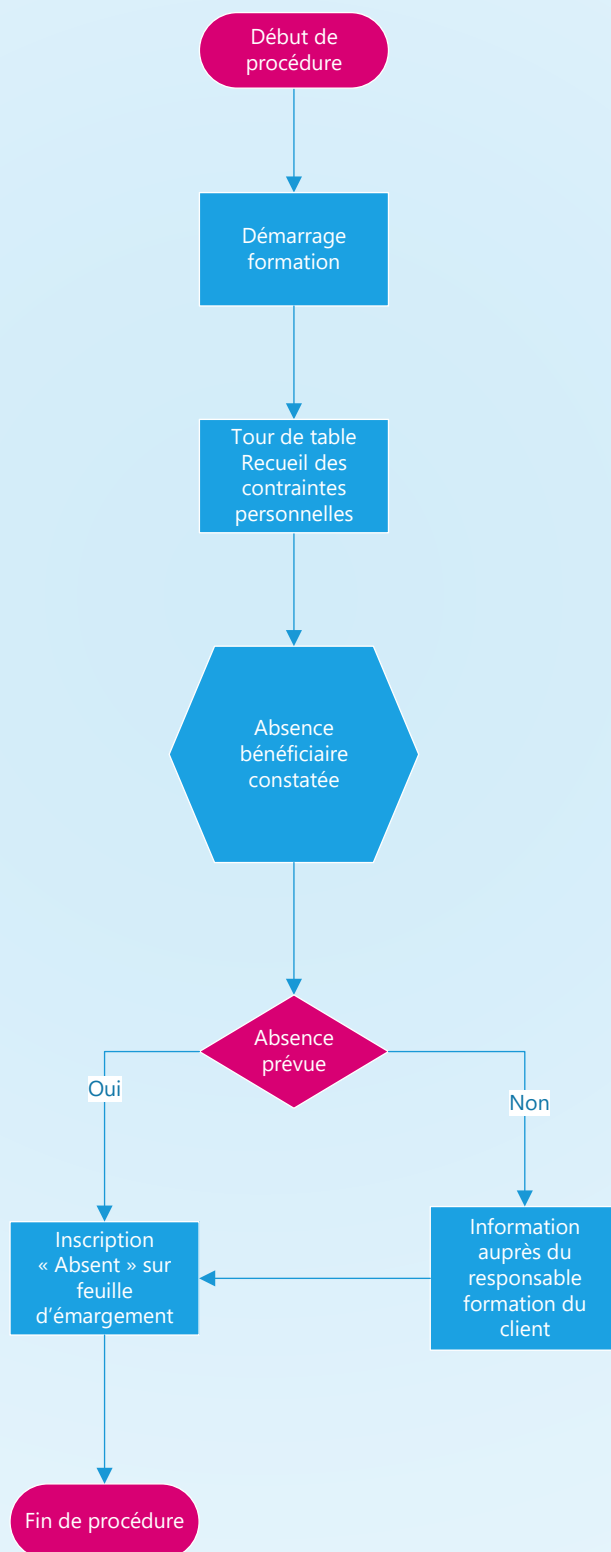 Début de
procédure
Démarrage
formation
Tour de table
Recueil des
contraintes
personnelles
Absence
bénéficiaire
constatée
Absence
prévue
Oui
Non
Inscription
« Absent » sur
feuille
d’émargement
Information
auprès du
responsable
formation du
client
Fin de procédure